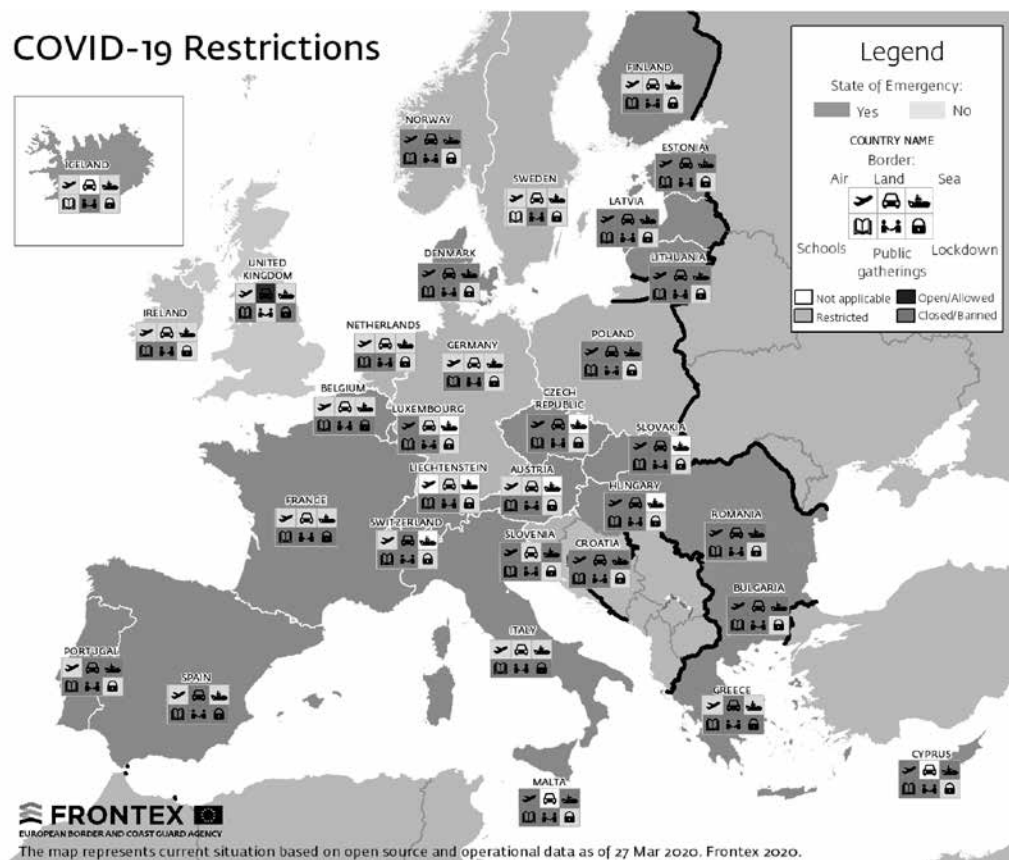 COVID-19 Restrictions
Legend
State of Emergency:
Yes
No
COUNTRY NAME
Border:
Air
Land
Sea
Schools
Public
gatherings
Lockdown
Not applicable
Open/Allowed
Restricted
Closed/Banned
ICELAND
FINLAND
NORWAY
ESTONIA
SWEDEN
LATVIA
DENMARK
LITHUANIA
UNITED
KINGDOM
IRELAND
NETHERLANDS
GERMANY
POLAND
BELGIUM
LUXEMBOURG
CZECH
REPUBLIC
SLOVAKIA
LIECHTENSTEIN
AUSTRIA
HUNGARY
FRANCE
SWITZERLAND
SLOVENIA
CROATIA
ROMANIA
BULGARIA
ITALY
PORTUGAL
SPAIN
GREECE
CYPRUS
MALTA
FRONTEX
EUROPEAN BORDER AND COAST GUARD AGENCY
The map represents current situation based on open source and operational data as of 27 Mar 2020. Frontex 2020.